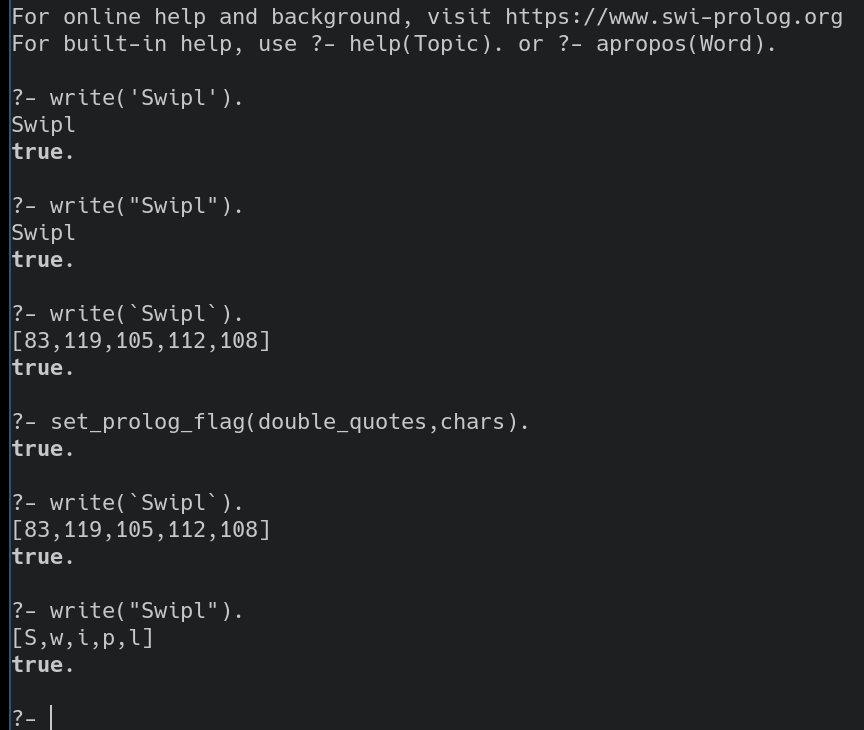 For online help and background, visit https://www.swi-prolog.org
For built-in help, use ?- help(Topic). or ?- apropos(Word).
?- write('Swipl').
Swipl
true.
?- write("Swipl").
Swipl
true.
?- write(`Swipl`).
[83,119,105,112,108]
true.
?- set_prolog_flag(double_quotes,chars).
true.
?- write(`Swipl`).
[83,119,105,112,108]
true.
?- write("Swipl").
[S,w,i,p,l]
true.
?-